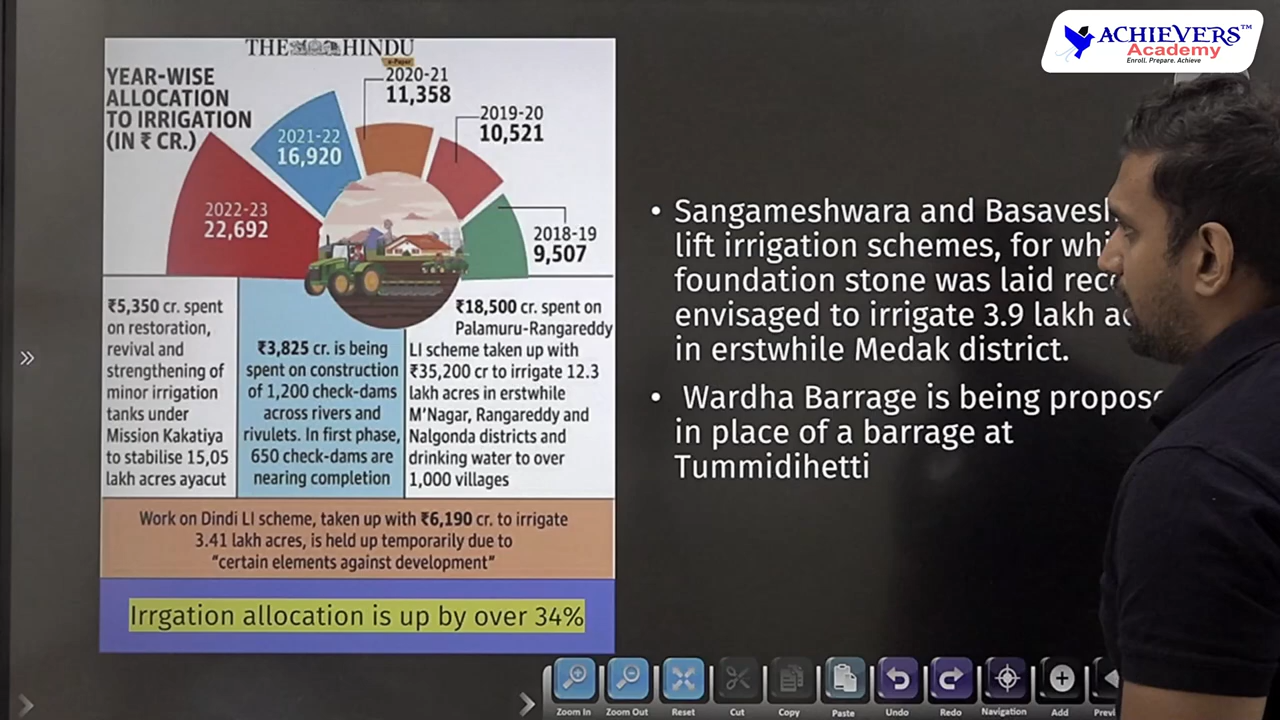 ACHIEVERS™
Academy
Enroll. Prepare. Achieve
THE HINDU
e-Paper
YEAR-WISE
ALLOCATION
TO IRRIGATION
(IN ₹ CR.)
2022-23
22,692
2021-22
16,920
2020-21
11,358
2019-20
10,521
2018-19
9,507
₹5,350 cr. spent
on restoration,
revival and
strengthening of
minor irrigation
tanks under
Mission Kakatiya
to stabilise 15,05
lakh acres ayacut
₹3,825 cr. is being
spent on construction
of 1,200 check-dams
across rivers and
rivulets. In first phase,
650 check-dams are
nearing completion
₹18,500 cr. spent on
Palamuru-Rangareddy
LI scheme taken up with
₹35,200 cr to irrigate 12.3
lakh acres in erstwhile
M'Nagar, Rangareddy and
Nalgonda districts and
drinking water to over
1,000 villages
Work on Dindi LI scheme, taken up with ₹6,190 cr. to irrigate
3.41 lakh acres, is held up temporarily due to
"certain elements against development"
Irrgation allocation is up by over 34%
• Sangameshwara and
lift irrigation schemes, for
foundation stone was laid
envisaged to irrigate 3.9 lakh
in erstwhile Medak district.
• Wardha Barrage is being
in place of a barrage at
Tummidihetti
Zoom In
Zoom Out
Reset
Cut
Copy
Paste
Undo
Redo
Navigation
Add